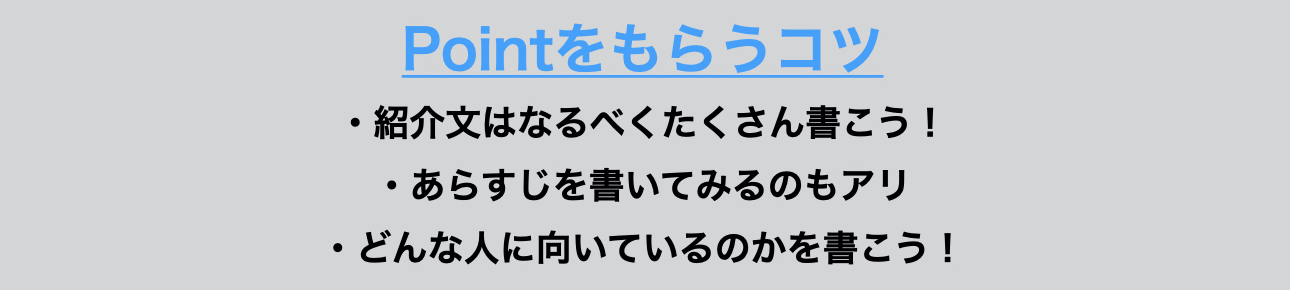 Pointをもらうコツ
・紹介文はなるべくたくさん書こう！
・あらすじを書いてみるのもアリ
・どんな人に向いているのかを書こう！